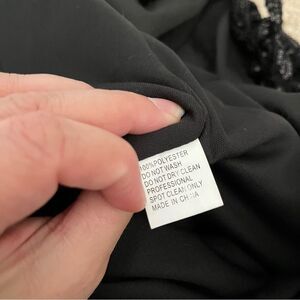 100%POLYESTER
DO NOT WASH
DO NOT DRY CLEAN
PROFESSIONAL
SPOT CLEAN ONLY
MADE IN CHINA